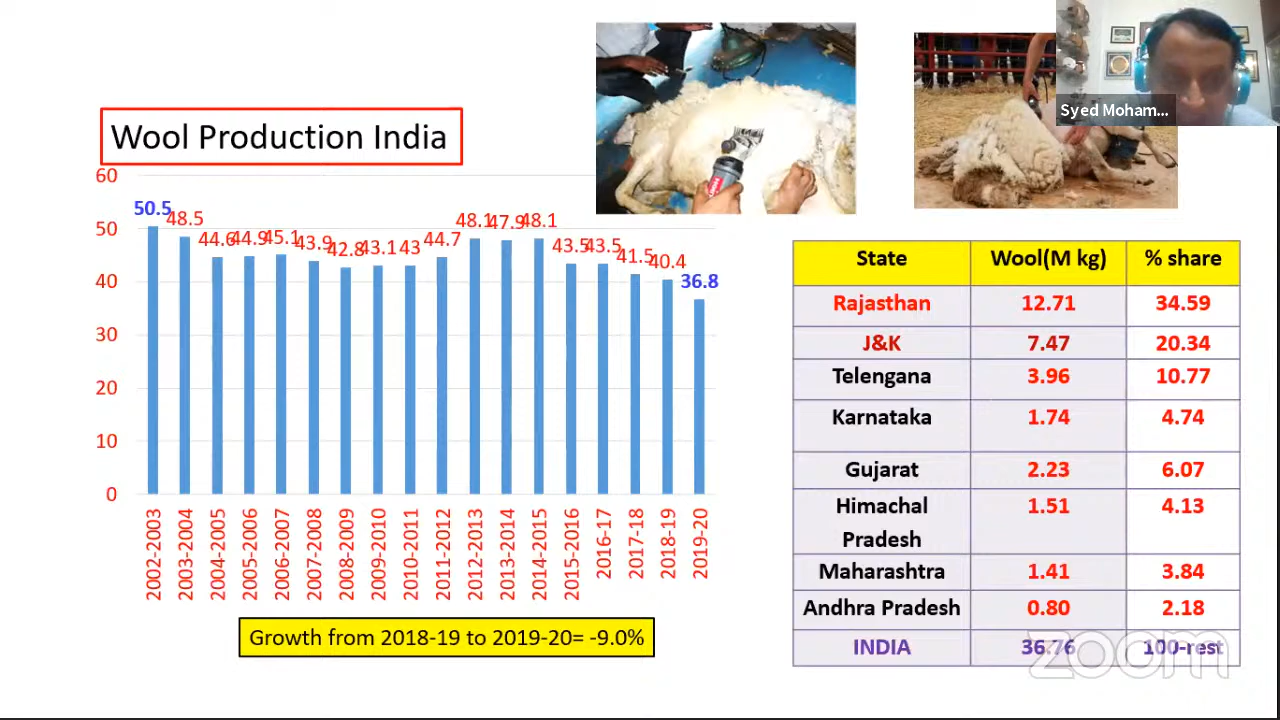 Syed Moham...
Wool Production India
60
50
40
30
20
10
0
50.5
48.5
44.6
44.9
45.1
43.9
42.8
43.1
43
44.7
48.1
47.9
48.1
43.5
43.5
41.5
40.4
36.8
2002-2003
2003-2004
2004-2005
2005-2006
2006-2007
2007-2008
2008-2009
2009-2010
2010-2011
2011-2012
2012-2013
2013-2014
2014-2015
2015-2016
2016-17
2017-18
2018-19
2019-20
Growth from 2018-19 to 2019-20= -9.0%
State Wool(M kg) % share
Rajasthan 12.71 34.59
J&K 7.47 20.34
Telengana 3.96 10.77
Karnataka 1.74 4.74
Gujarat 2.23 6.07
Himachal 1.51 4.13
Pradesh
Maharashtra 1.41 3.84
Andhra Pradesh 0.80 2.18
INDIA 36.76 100-rest
zoom